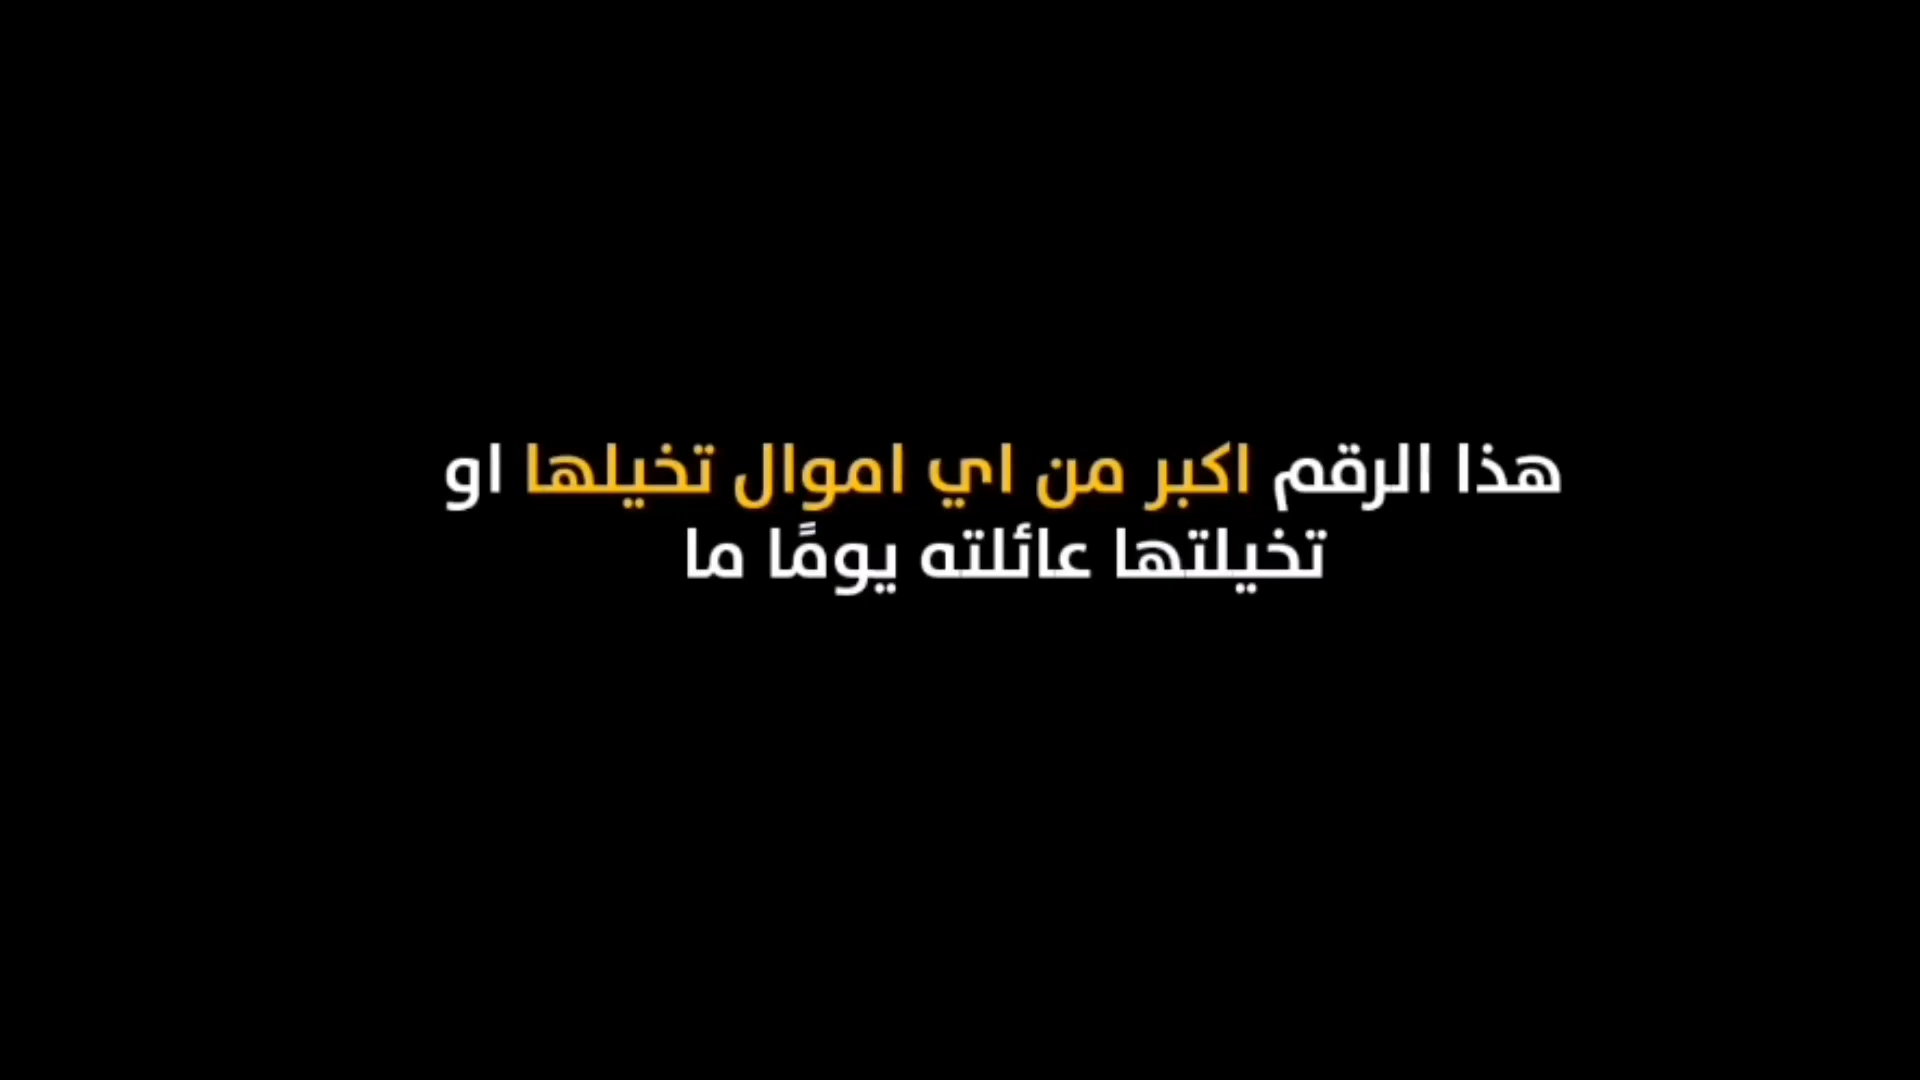 هذا الرقم اكبر من اي اموال تخيلها او
تخيلتها عائلته يومًا ما